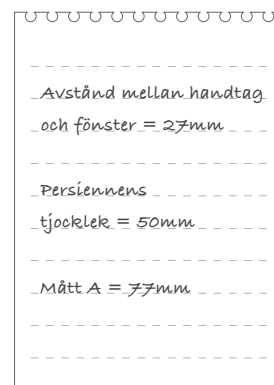 Avstånd mellan handtag
och fönster = 27mm
Persiennens
tjocklek = 50mm
Mått A = 77mm